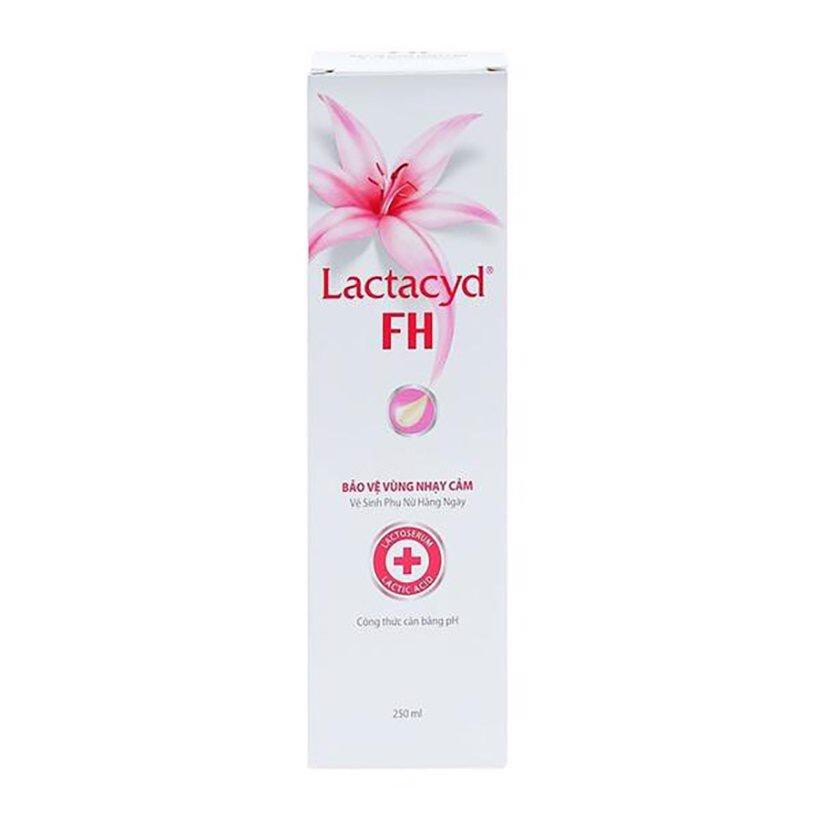 Lactacyd®
FH
BẢO VỆ VÙNG NHẠY CẢM
Vệ Sinh Phụ Nữ Hằng Ngày
LACTOSERUM
LACTIC ACID
Công thức cân bằng pH
250 ml